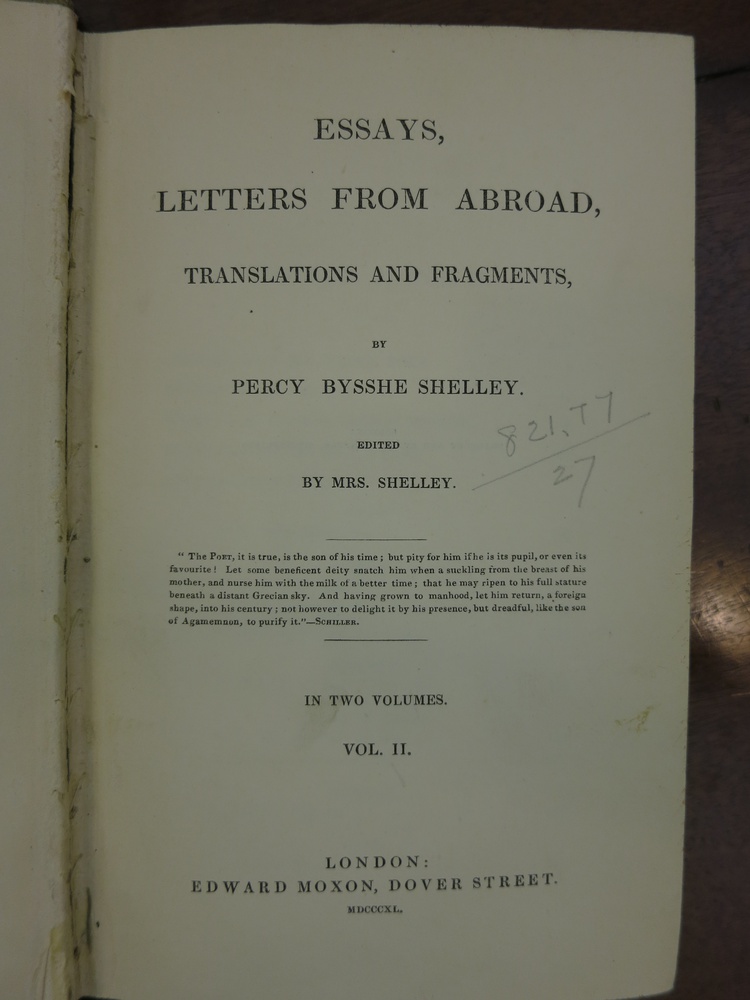 ESSAYS,
LETTERS FROM ABROAD,
TRANSLATIONS AND FRAGMENTS,
BY
PERCY BYSSHE SHELLEY.
821.77
27
EDITED
BY MRS. SHELLEY.
" The POET, it is true, is the son of his time ; but pity for him if he is its pupil, or even its
favourite ! Let some beneficent deity snatch him when a suckling from the breast of his
mother, and nurse him with the milk of a better time ; that he may ripen to his full stature
beneath a distant Grecian sky. And having grown to manhood, let him return, a foreign
shape, into his century ; not however to delight it by his presence, but dreadful, like the son
of Agamemnon, to purify it."—SCHILLER.
IN TWO VOLUMES.
VOL. II.
LONDON:
EDWARD MOXON, DOVER STREET.
MDCCCXL.